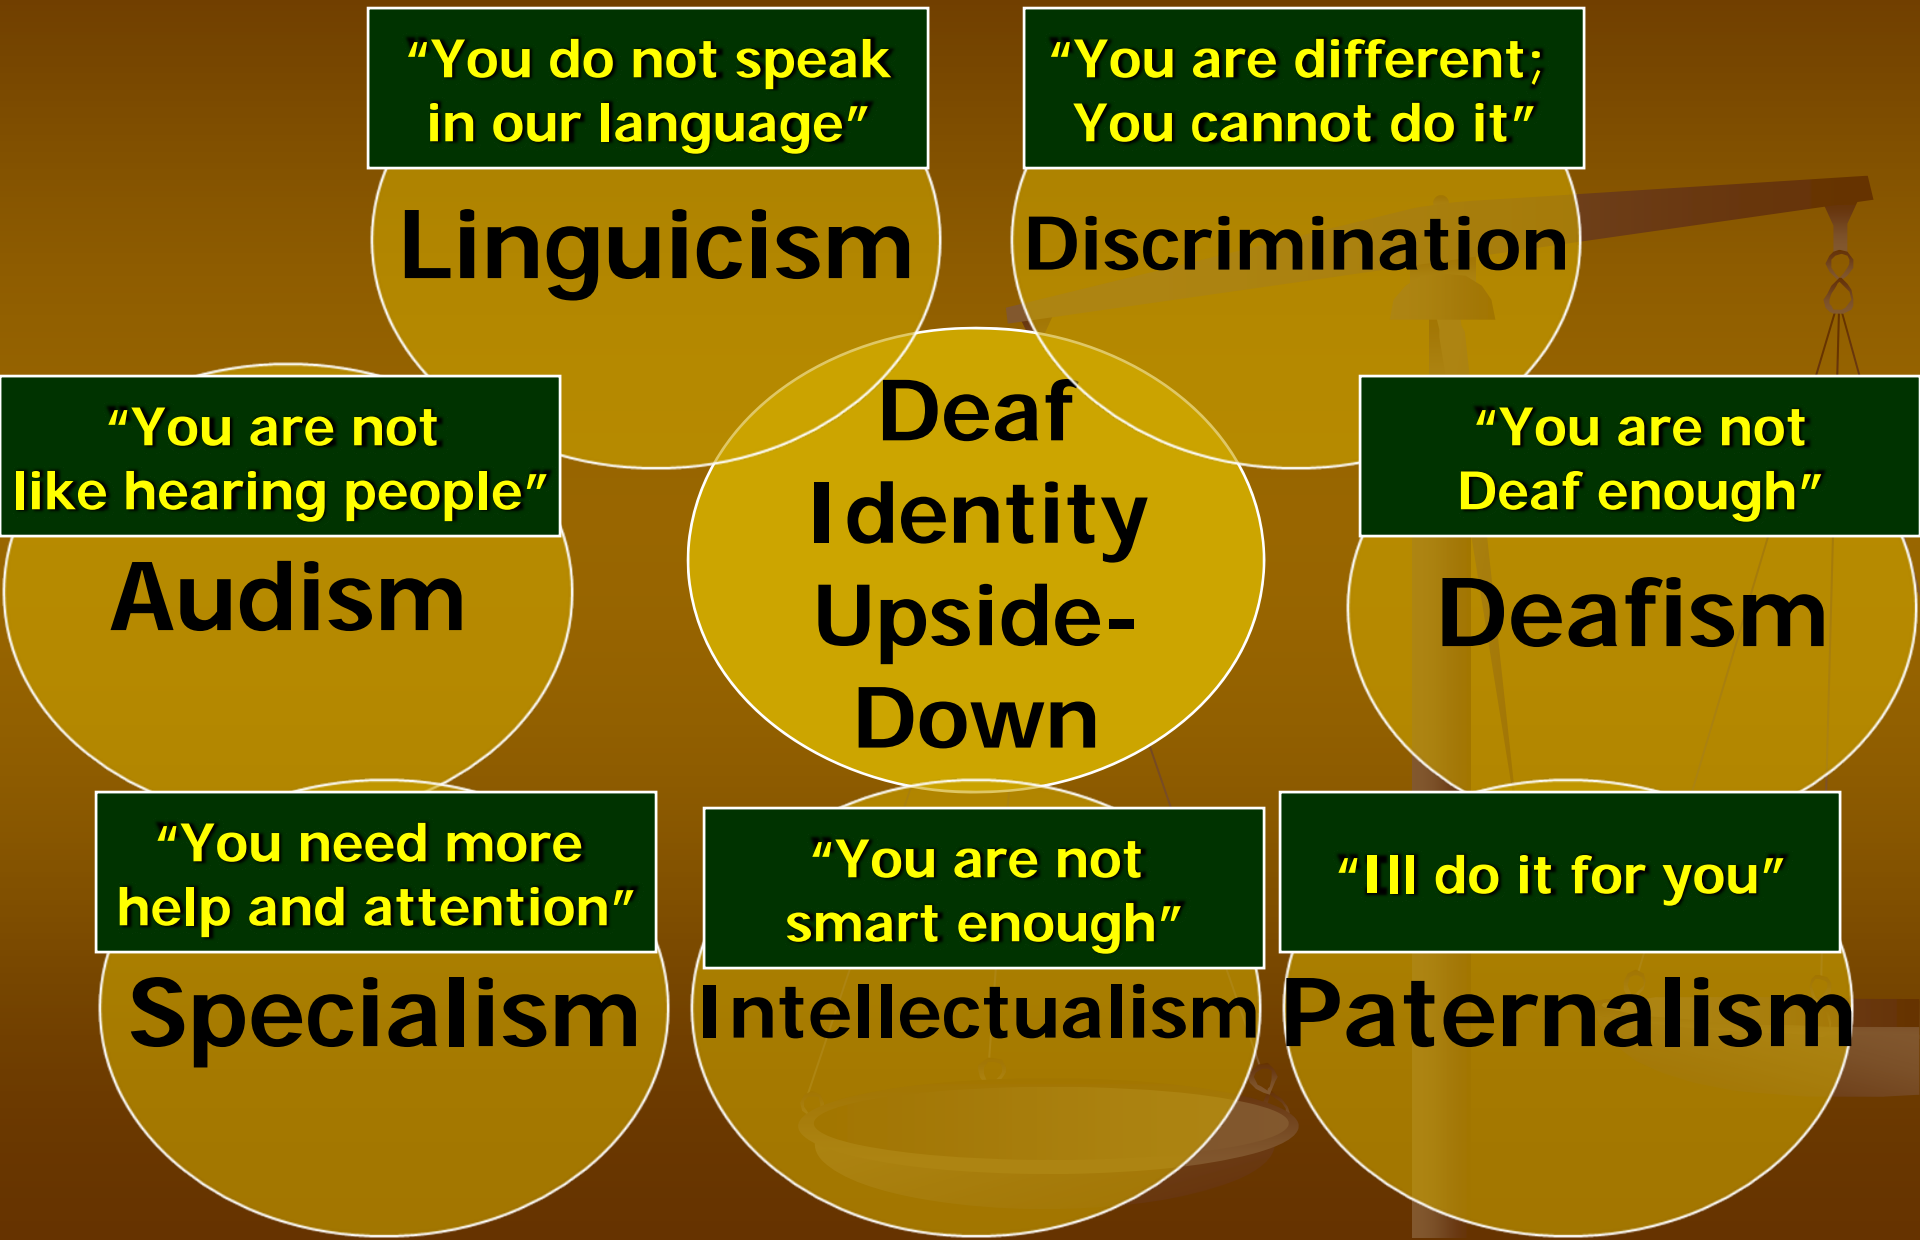 “You do not speak
in our language”
Linguicism
“You are different;
You cannot do it”
Discrimination
“You are not
like hearing people”
Audism
Deaf
Identity
Upside-
Down
“You are not
Deaf enough”
Deafism
“You need more
help and attention”
Specialism
“You are not
smart enough”
Intellectualism
“Ill do it for you”
Paternalism